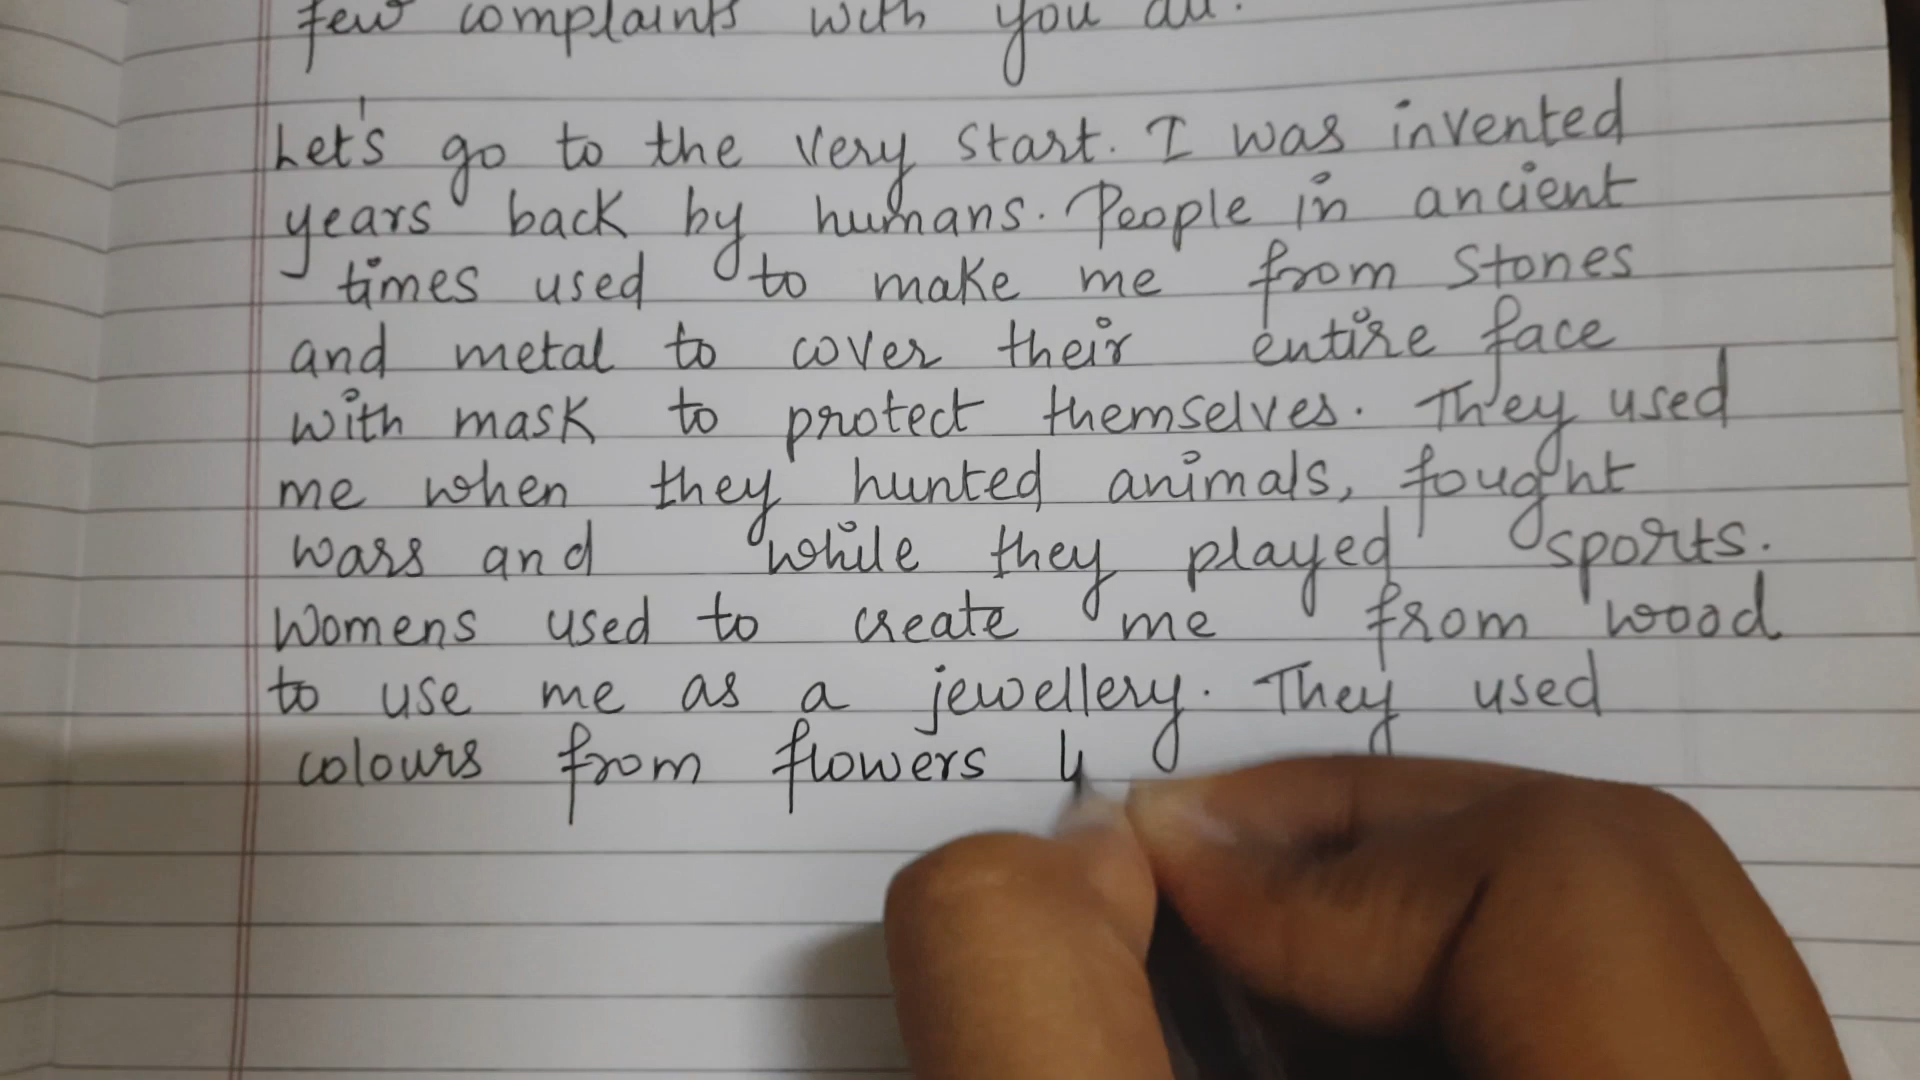 few complaints with you all.
Let's go to the very start. I was invented
years back by humans. People in ancient
times used to make me from stones
and metal to cover their entire face
with mask to protect themselves. They used
me when they hunted animals, fought
wars and while they played sports.
Womens used to create me from wood
to use me as a jewellery. They used
colours from flowers